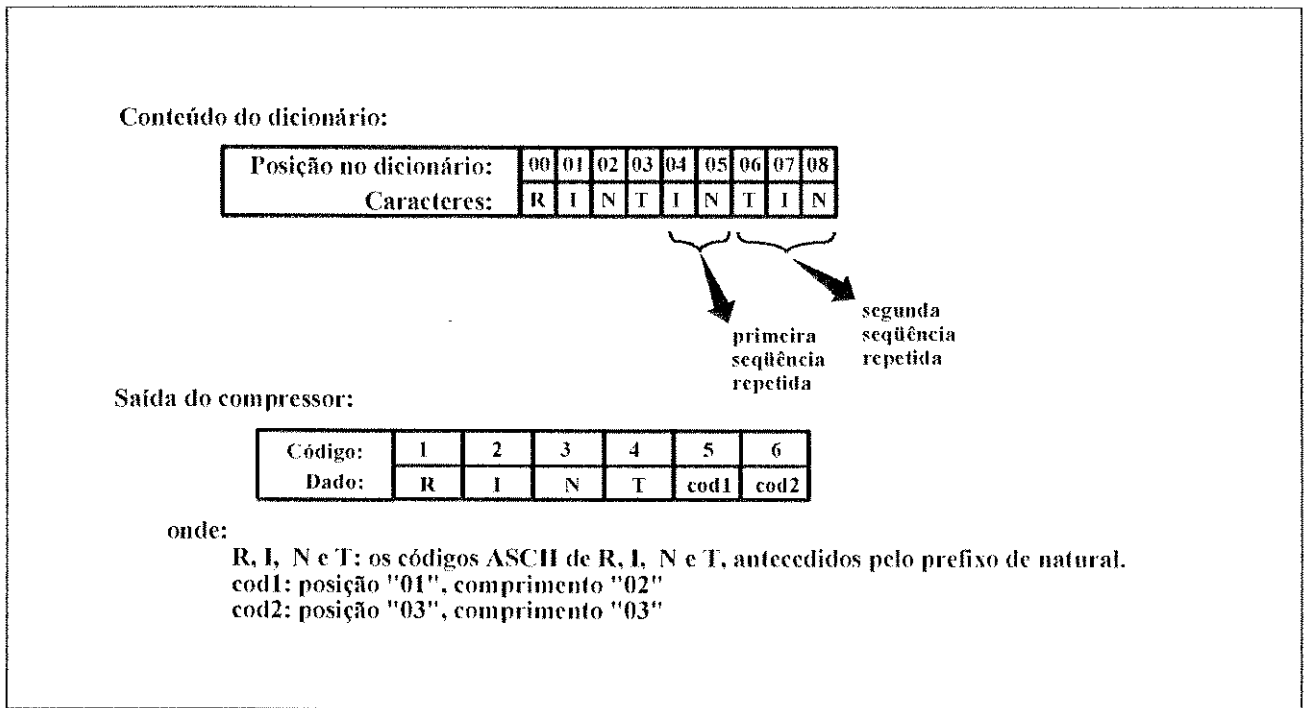 Conteúdo do dicionário:
Posição no dicionário: 00 01 02 03 04 05 06 07 08
Caracteres: R I N T I N T I N
primeira seqüência repetida
segunda seqüência repetida
Saída do compressor:
Código: 1 2 3 4 5 6
Dado: R I N T cod1 cod2
onde:
R, I, N e T: os códigos ASCII de R, I, N e T, antecedidos pelo prefixo de natural.
cod1: posição "01", comprimento "02"
cod2: posição "03", comprimento "03"